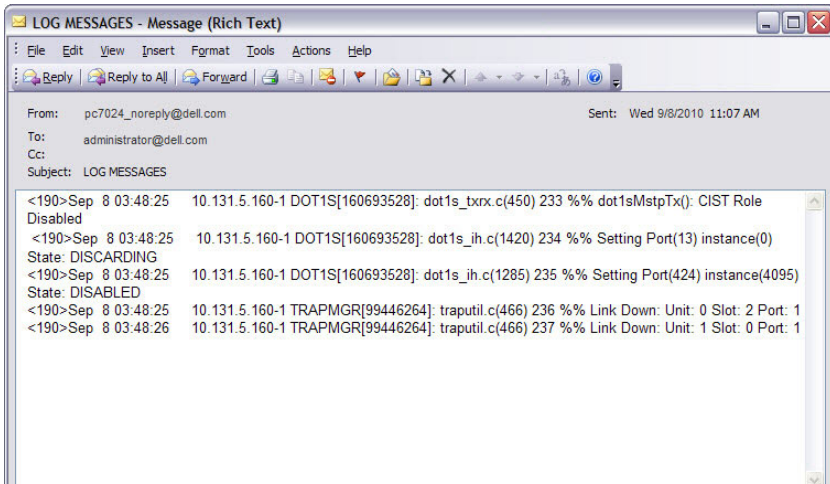 LOG MESSAGES - Message (Rich Text)
File Edit View Insert Format Tools Actions Help
Reply Reply to All Forward
From: pc7024_noreply@dell.com Sent: Wed 9/8/2010 11:07 AM
To: administrator@dell.com
Cc:
Subject: LOG MESSAGES
<190>Sep 8 03:48:25 10.131.5.160-1 DOT1S[160693528]: dot1s_txrx.c(450) 233 %% dot1sMstpTx(): CIST Role
Disabled
<190>Sep 8 03:48:25 10.131.5.160-1 DOT1S[160693528]: dot1s_ih.c(1420) 234 %% Setting Port(13) instance(0)
State: DISCARDING
<190>Sep 8 03:48:25 10.131.5.160-1 DOT1S[160693528]: dot1s_ih.c(1285) 235 %% Setting Port(424) instance(4095)
State: DISABLED
<190>Sep 8 03:48:25 10.131.5.160-1 TRAPMGR[99446264]: traputil.c(466) 236 %% Link Down: Unit: 0 Slot: 2 Port: 1
<190>Sep 8 03:48:26 10.131.5.160-1 TRAPMGR[99446264]: traputil.c(466) 237 %% Link Down: Unit: 1 Slot: 0 Port: 1